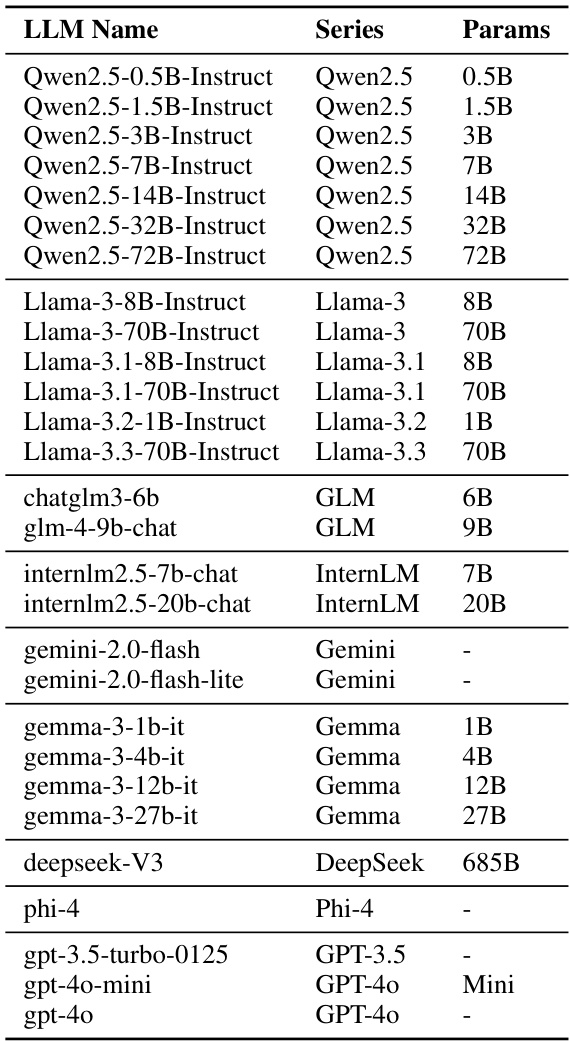 LLM Name Series Params
Qwen2.5-0.5B-Instruct Qwen2.5 0.5B
Qwen2.5-1.5B-Instruct Qwen2.5 1.5B
Qwen2.5-3B-Instruct Qwen2.5 3B
Qwen2.5-7B-Instruct Qwen2.5 7B
Qwen2.5-14B-Instruct Qwen2.5 14B
Qwen2.5-32B-Instruct Qwen2.5 32B
Qwen2.5-72B-Instruct Qwen2.5 72B
Llama-3-8B-Instruct Llama-3 8B
Llama-3-70B-Instruct Llama-3 70B
Llama-3.1-8B-Instruct Llama-3.1 8B
Llama-3.1-70B-Instruct Llama-3.1 70B
Llama-3.2-1B-Instruct Llama-3.2 1B
Llama-3.3-70B-Instruct Llama-3.3 70B
chatglm3-6b GLM 6B
glm-4-9b-chat GLM 9B
internlm2.5-7b-chat InternLM 7B
internlm2.5-20b-chat InternLM 20B
gemini-2.0-flash Gemini -
gemini-2.0-flash-lite Gemini -
gemma-3-1b-it Gemma 1B
gemma-3-4b-it Gemma 4B
gemma-3-12b-it Gemma 12B
gemma-3-27b-it Gemma 27B
deepseek-V3 DeepSeek 685B
phi-4 Phi-4 -
gpt-3.5-turbo-0125 GPT-3.5 -
gpt-4o-mini GPT-4o Mini
gpt-4o GPT-4o -